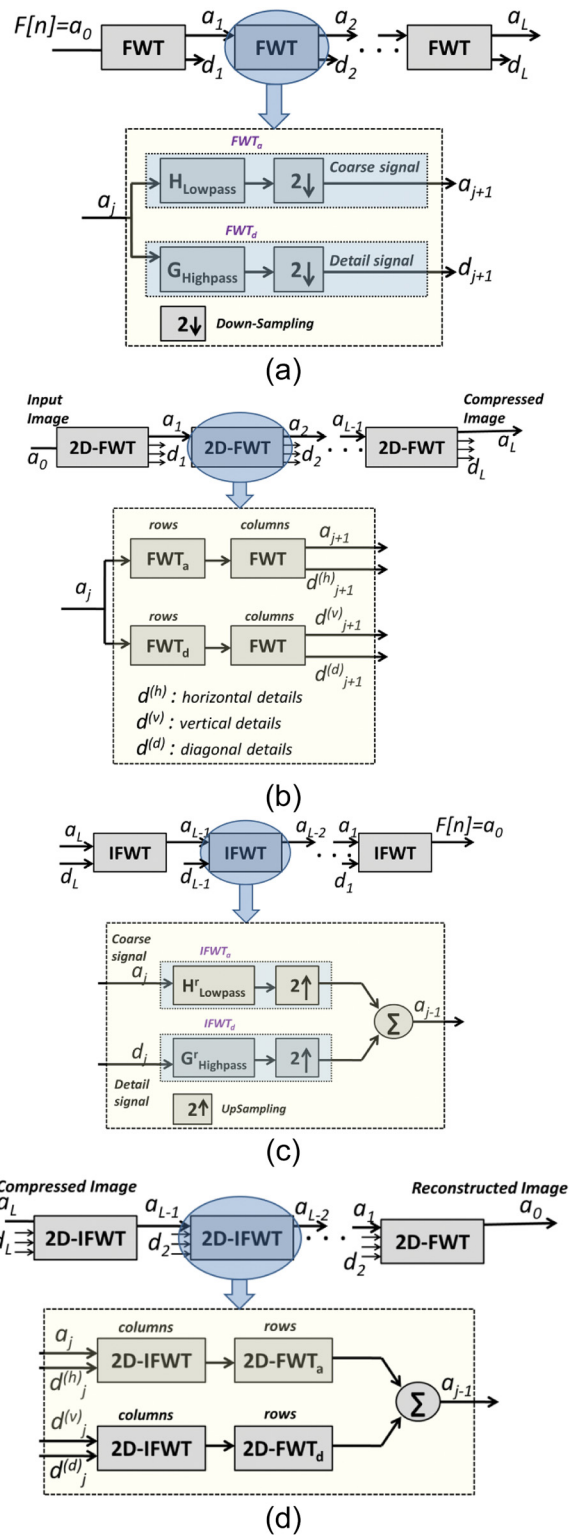 F[n]=a0 a1 a2 aL
FWT FWT FWT
d1 d2 . . . dL
FWTa
HLowpass 2↓ Coarse signal
aj aj+1
FWTd
GHighpass 2↓ Detail signal dj+1
2↓ Down-Sampling
(a)
Input Image Compressed Image
a1 a2 aL-1 aL
a0 2D-FWT 2D-FWT 2D-FWT
d1 d2 . . . dL
rows columns
aj+1
FWTa FWT
d(h)j+1
aj
rows columns d(v)j+1
FWTd FWT
d(d)j+1
d(h) : horizontal details
d(v) : vertical details
d(d) : diagonal details
(b)
aL aL-1 aL-2 a1 F[n]=a0
IFWT IFWT IFWT
dL dL-1 . . . d1
Coarse signal
IFWTa
aj HrLowpass 2↑
Σ aj-1
IFWTd
dj GrHighpass 2↑
Detail signal
2↑ UpSampling
(c)
Compressed Image Reconstructed Image
aL aL-1 aL-2 a1 a0
2D-IFWT 2D-IFWT 2D-FWT
dL d2 . . . d2
columns rows
aj
2D-IFWT 2D-FWTa
d(h)j
Σ aj-1
columns rows
d(v)j
2D-IFWT 2D-FWTd
d(d)j
(d)